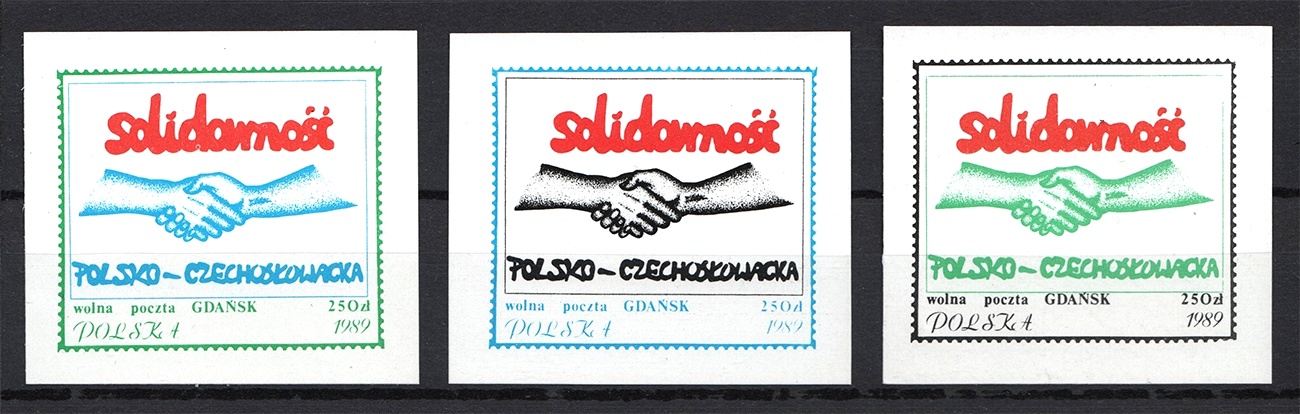 solidarność
POLSKO – CZECHOSŁOWACKA
wolna poczta GDAŃSK 250zł
POLSKA 1989
solidarność
POLSKO – CZECHOSŁOWACKA
wolna poczta GDAŃSK 250zł
POLSKA 1989
solidarność
POLSKO – CZECHOSŁOWACKA
wolna poczta GDAŃSK 250zł
POLSKA 1989